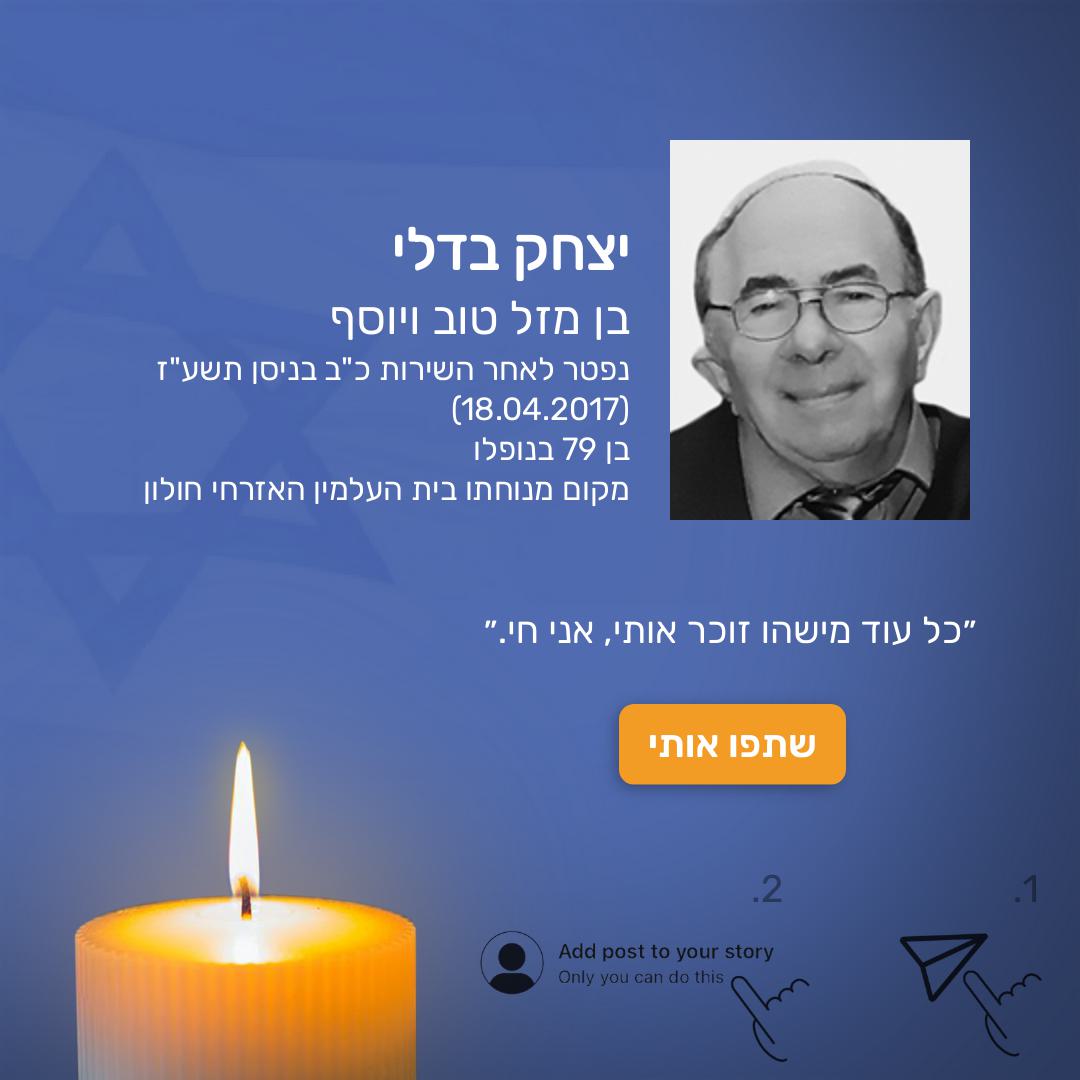 יצחק בדלי
בן מזל טוב ויוסף
נפטר לאחר השירות כ"ב בניסן תשע"ז
(18.04.2017)
בן 79 בנופלו
מקום מנוחתו בית העלמין האזרחי חולון
״כל עוד מישהו זוכר אותי, אני חי.״
שתפו אותי
.1
.2
Add post to your story
Only you can do this